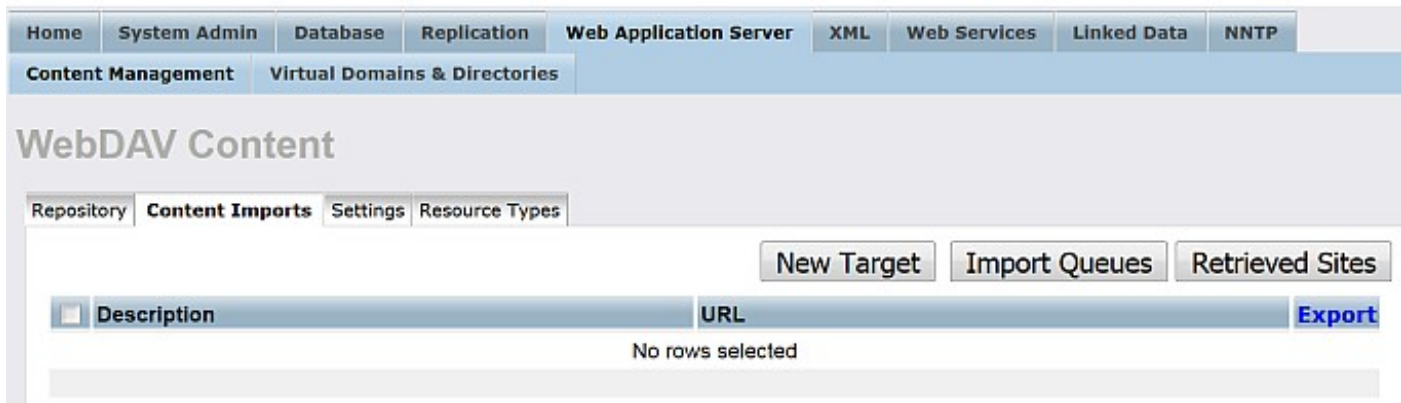 Home System Admin Database Replication Web Application Server XML Web Services Linked Data NNTP
Content Management Virtual Domains & Directories
WebDAV Content
Repository Content Imports Settings Resource Types
New Target Import Queues Retrieved Sites
Description URL Export
No rows selected